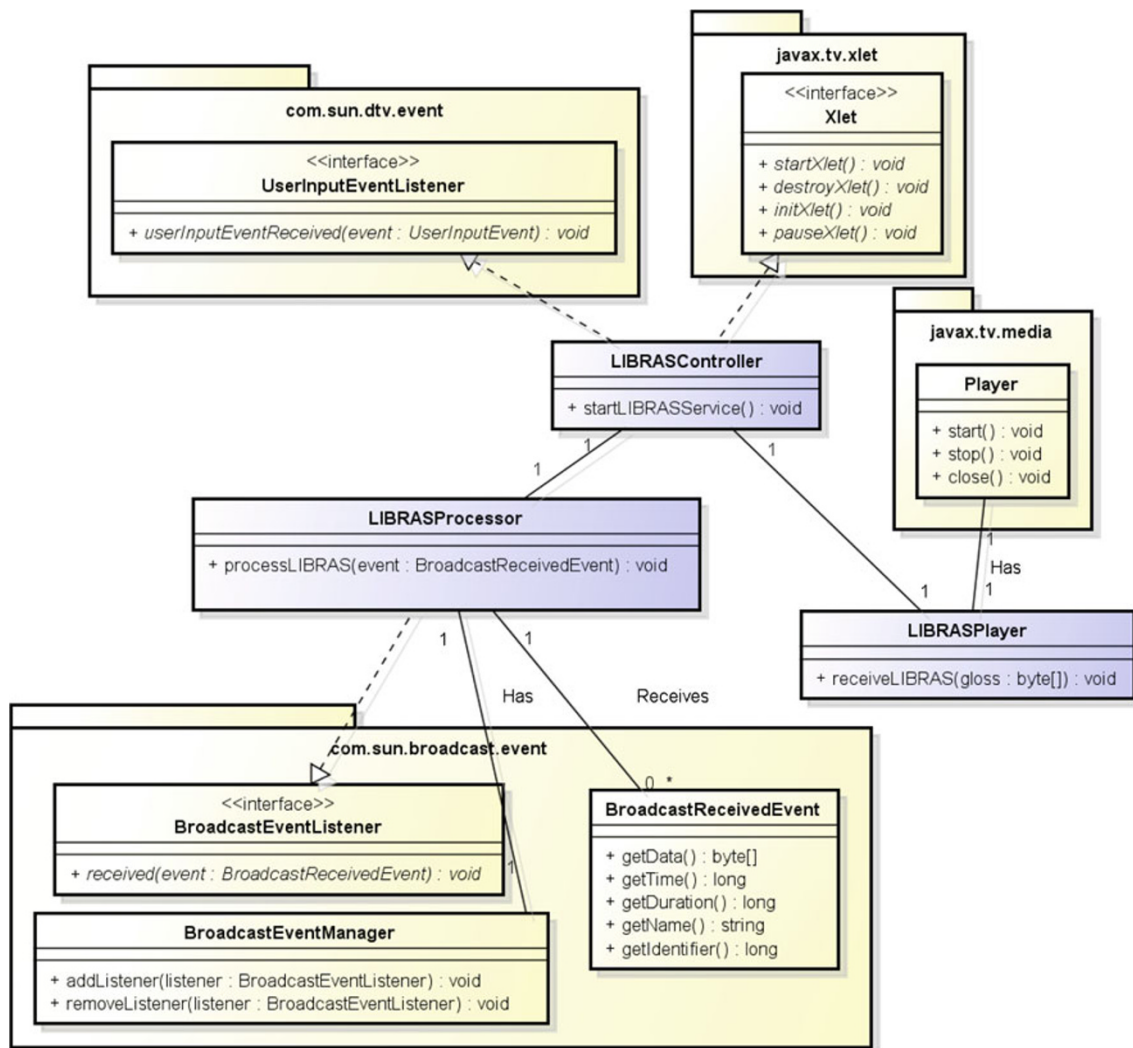 javax.tv.xlet
<<interface>>
Xlet
+ startXlet() : void
+ destroyXlet() : void
+ initXlet() : void
+ pauseXlet() : void
com.sun.dtv.event
<<interface>>
UserInputEventListener
+ userInputEventReceived(event : UserInputEvent) : void
javax.tv.media
Player
+ start() : void
+ stop() : void
+ close() : void
LIBRASController
+ startLIBRASService() : void
1
1
1
1
LIBRASProcessor
+ processLIBRAS(event : BroadcastReceivedEvent) : void
1
Has
1
LIBRASPlayer
+ receiveLIBRAS(gloss : byte[]) : void
1
1
Has
Receives
com.sun.broadcast.event
<<interface>>
BroadcastEventListener
+ received(event : BroadcastReceivedEvent) : void
1
0..*
BroadcastReceivedEvent
+ getData() : byte[]
+ getTime() : long
+ getDuration() : long
+ getName() : string
+ getIdentifier() : long
BroadcastEventManager
+ addListener(listener : BroadcastEventListener) : void
+ removeListener(listener : BroadcastEventListener) : void